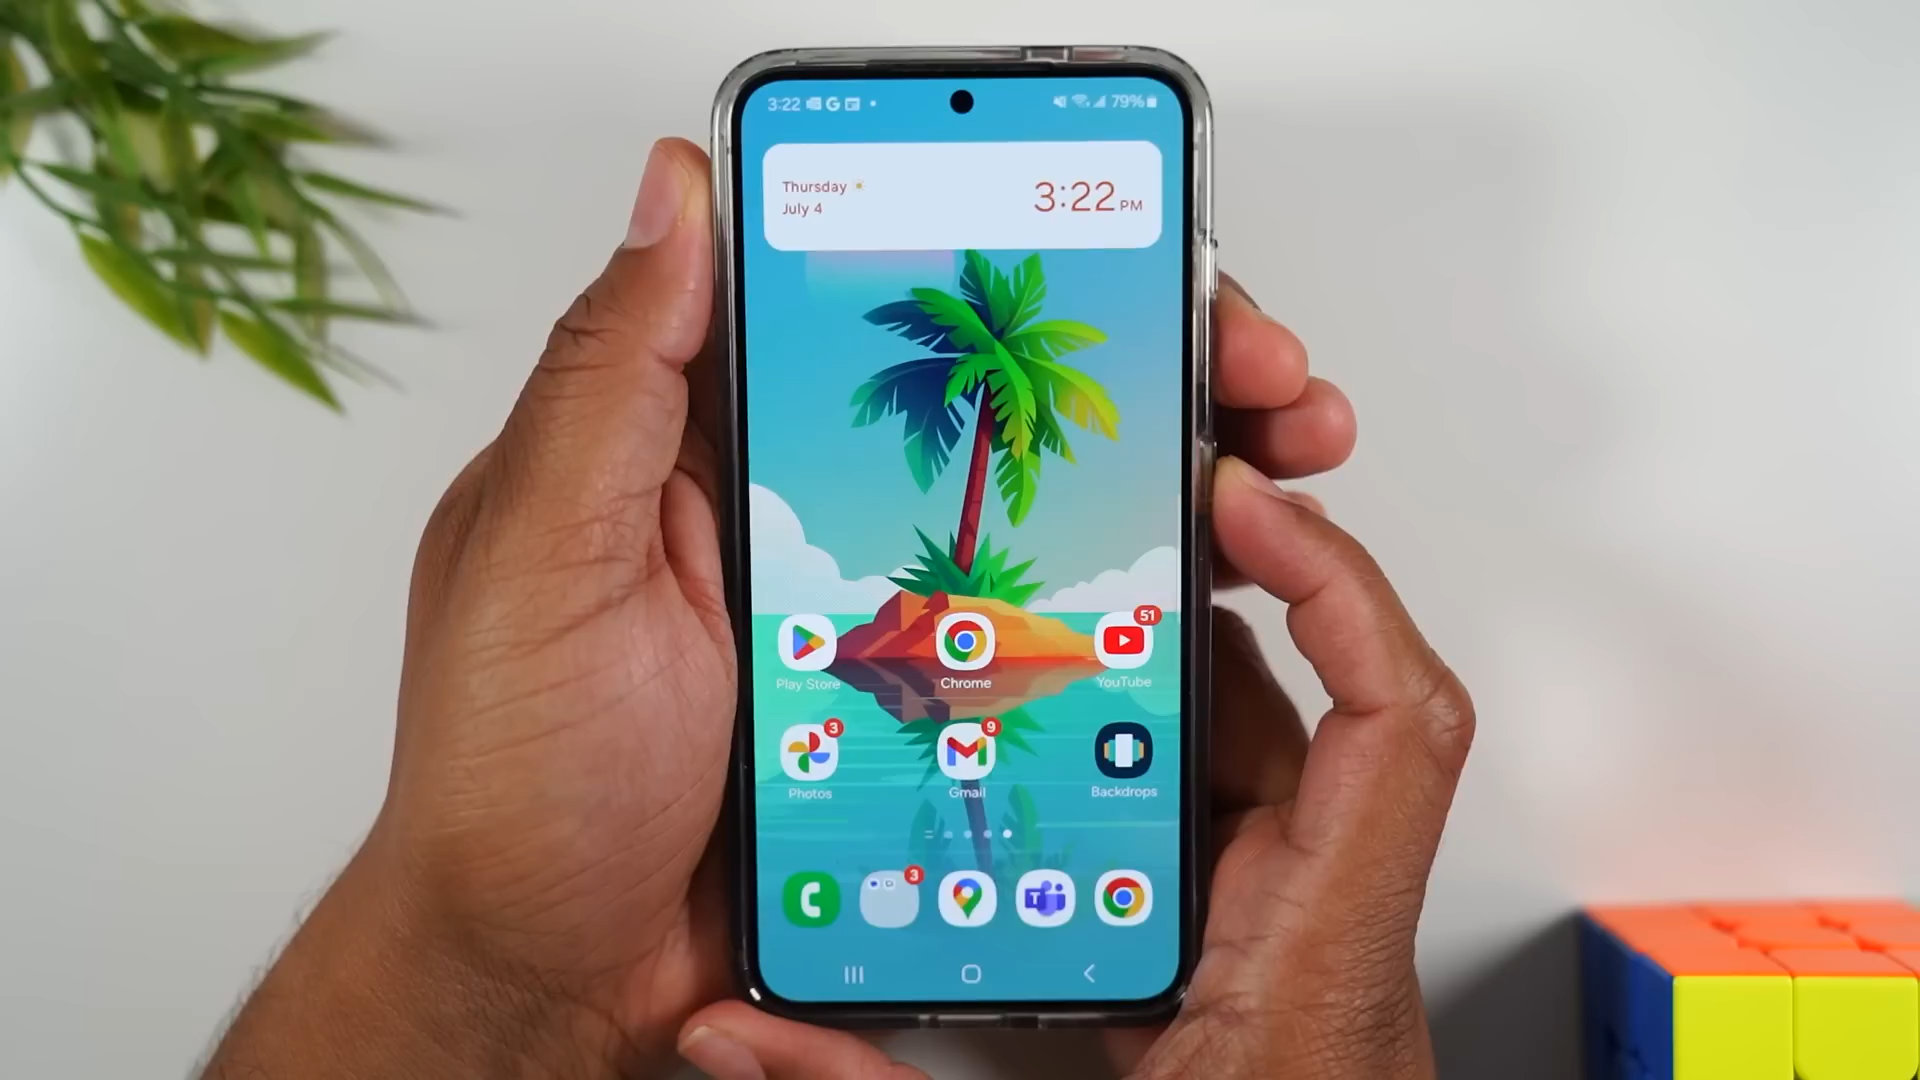 3:22
79%
Thursday
July 4
3:22 PM
51
Play Store
Chrome
YouTube
3
9
Photos
Gmail
Backdrops
3